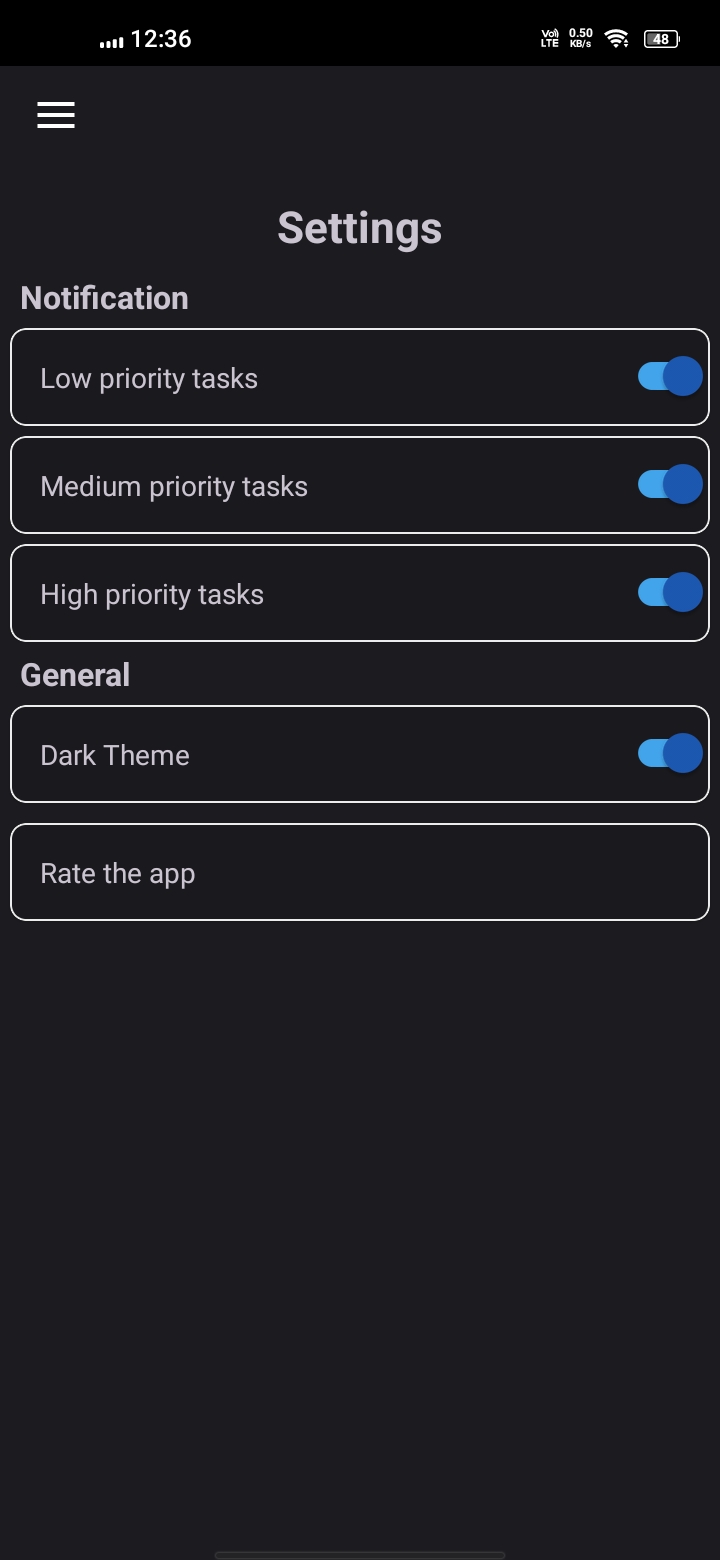 12:36
Vo)) 0.50
LTE KB/s
48
Settings
Notification
Low priority tasks
Medium priority tasks
High priority tasks
General
Dark Theme
Rate the app